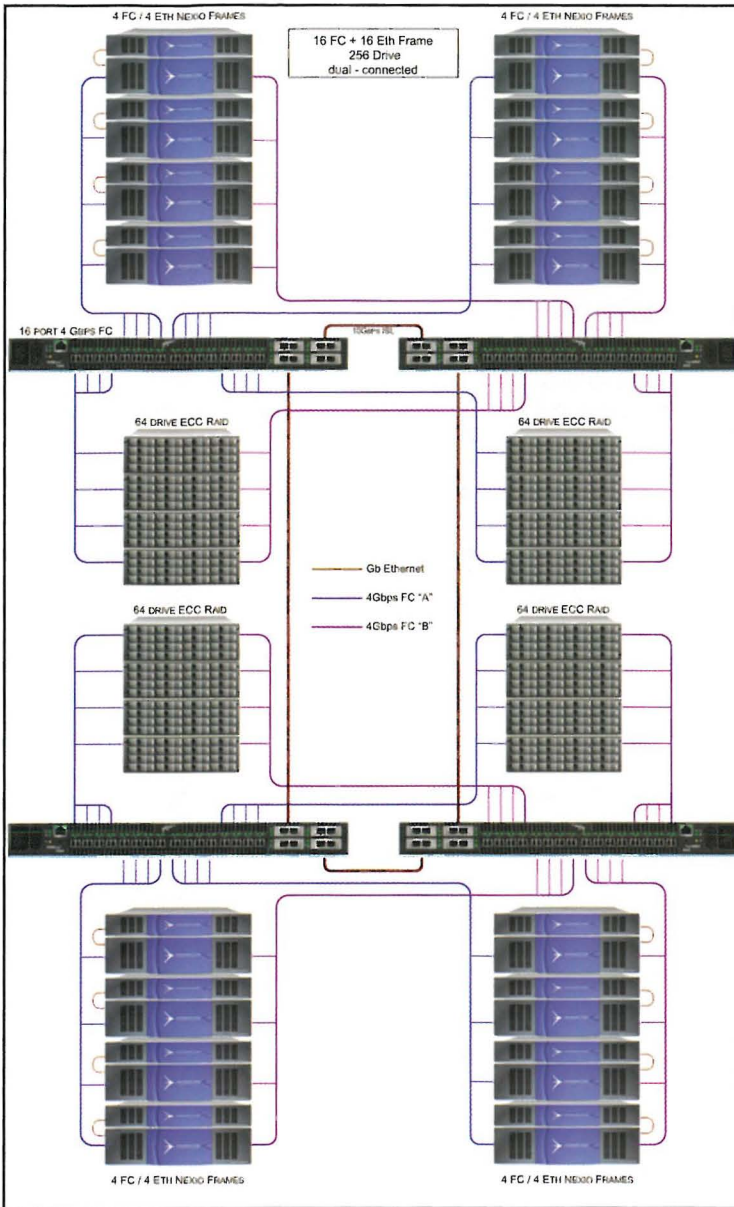 4 FC / 4 ETH NEXIO FRAMES
4 FC / 4 ETH NEXIO FRAMES
16 FC + 16 Eth Frame
256 Drive
dual - connected
16 PORT 4 GBPS FC
10GBPS ISL
64 DRIVE ECC RAID
64 DRIVE ECC RAID
Gb Ethernet
4Gbps FC "A"
4Gbps FC "B"
64 DRIVE ECC RAID
64 DRIVE ECC RAID
4 FC / 4 ETH NEXIO FRAMES
4 FC / 4 ETH NEXIO FRAMES